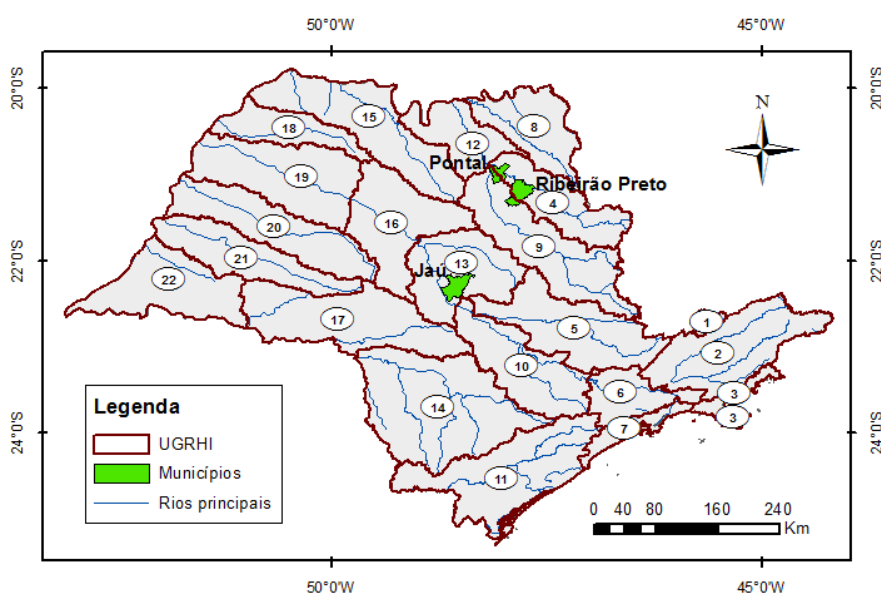 50°0'W 45°0'W
20°0'S 20°0'S
N
15
8
18
12
Pontal
19
Ribeirão Preto
4
16
20
9
22°0'S 22°0'S
21
13
Jaú
22
17
5
1
2
10
6
3
Legenda
14
3
24°0'S 24°0'S
7
UGRHI
Municípios
11
Rios principais
0 40 80 160 240
Km
50°0'W 45°0'W